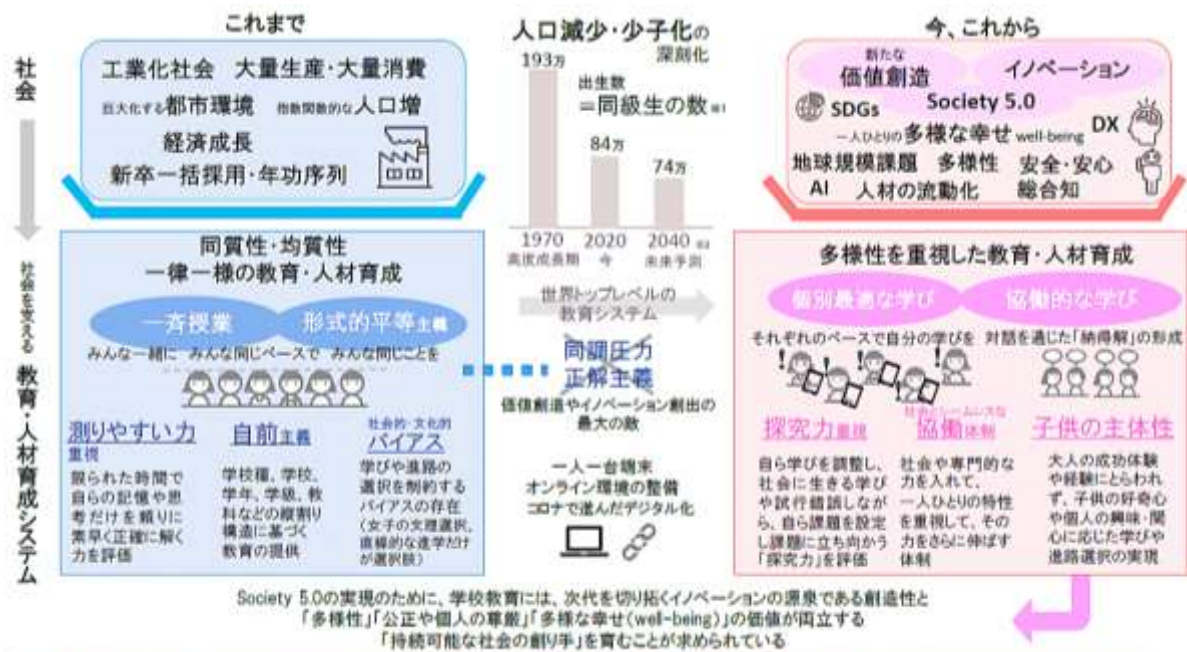 これまで
社会
工業化社会 大量生産・大量消費
巨大化する都市環境 指数関数的な人口増
経済成長
新卒一括採用・年功序列
人口減少・少子化の
深刻化
193万
出生数
=同級生の数 ※1
84万
74万
1970 2020 2040 ※2
高度成長期 今 未来予測
今、これから
新たな
価値創造 イノベーション
SDGs Society 5.0
一人ひとりの多様な幸せ well-being DX
地球規模課題 多様性 安全・安心
AI 人材の流動化 総合知
社会を支える 教育・人材育成システム
同質性・均質性
一律一様の教育・人材育成
一斉授業 形式的平等主義
みんな一緒に みんな同じペースで みんな同じことを
測りやすい力
重視
限られた時間で
自らの記憶や思
考だけを頼りに
素早く正確に解く
力を評価
自前主義
学校種、学校、
学年、学級、教
科などの縦割り
構造に基づく
教育の提供
社会的・文化的
バイアス
学びや進路の
選択を制約する
バイアスの存在
(女子の文理選択、
直線的な進学だけ
が選択肢)
世界トップレベルの
教育システム
同調圧力
正解主義
価値創造やイノベーション創出の
最大の敵
一人一台端末
オンライン環境の整備
コロナで進んだデジタル化
多様性を重視した教育・人材育成
個別最適な学び 協働的な学び
それぞれのペースで自分の学びを 対話を通じた「納得解」の形成
探究力重視
自ら学びを調整し、
社会に生きる学び
や試行錯誤しなが
ら、自ら課題を設定
し課題に立ち向かう
「探究力」を評価
社会とシームレスな
協働体制
社会や専門的な
力を入れて、
一人ひとりの特性
を重視して、その
力をさらに伸ばす
体制
子供の主体性
大人の成功体験
や経験にとらわれ
ず、子供の好奇心
や個人の興味・関
心に応じた学びや
進路選択の実現
Society 5.0の実現のために、学校教育には、次代を切り拓くイノベーションの源泉である創造性と
「多様性」「公正や個人の尊厳」「多様な幸せ(well-being)」の価値が両立する
「持続可能な社会の創り手」を育むことが求められている